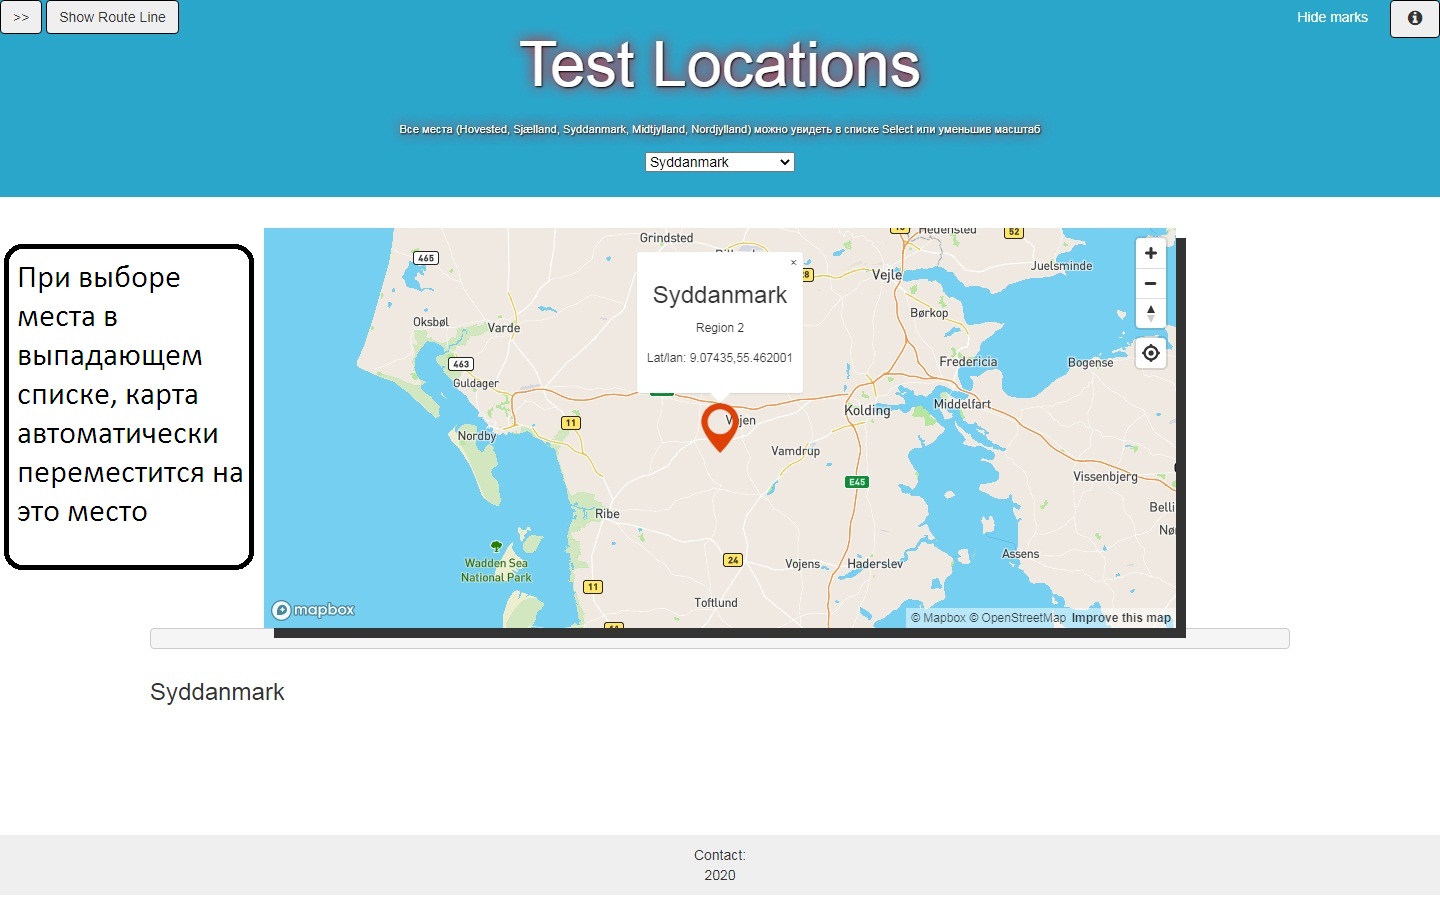 >>
Show Route Line
Hide marks
Test Locations
Все места (Hovested, Sjælland, Syddanmark, Midtjylland, Nordjylland) можно увидеть в списке Select или уменьшив масштаб
Syddanmark
При выборе
места в
выпадающем
списке, карта
автоматически
переместится на
это место
Grindsted
Hedensted
52
465
Juelsminde
×
Vejle
Syddanmark
Region 2
Lat/lan: 9.07435,55.462001
Oksbøl
Varde
Børkop
463
Guldager
Fredericia
Bogense
Middelfart
Kolding
11
Nordby
Vamdrup
E45
Vissenbjerg
Ribe
Wadden Sea
National Park
24
Vojens
Haderslev
Assens
11
Toftlund
mapbox
© Mapbox © OpenStreetMap Improve this map
Syddanmark
Contact:
2020